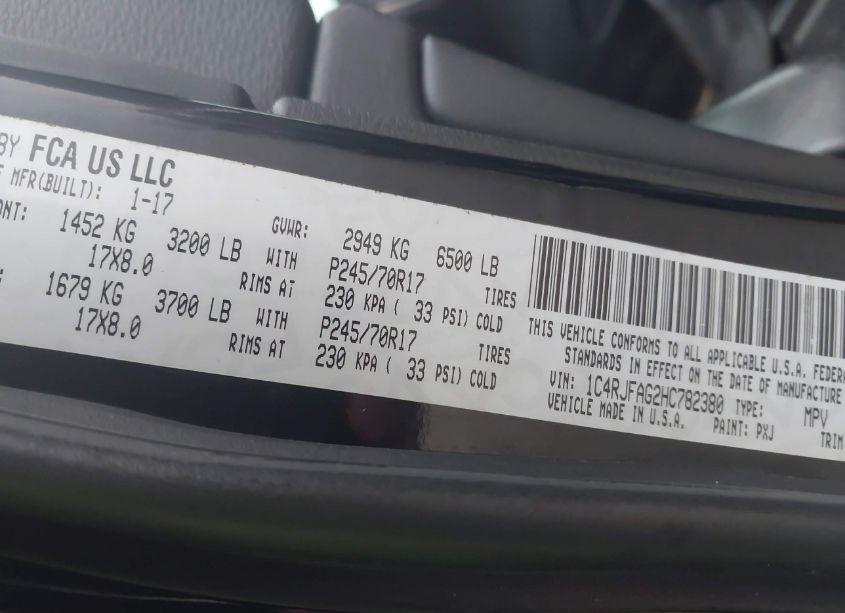 BY FCA US LLC
MFR(BUILT): 1-17
GVWR: 2949 KG 6500 LB
1452 KG 3200 LB WITH P245/70R17 TIRES
17X8.0 RIMS AT 230 KPA ( 33 PSI) COLD
1679 KG 3700 LB WITH P245/70R17 TIRES
17X8.0 RIMS AT 230 KPA ( 33 PSI) COLD
THIS VEHICLE CONFORMS TO ALL APPLICABLE U.S.A. FEDERA
STANDARDS IN EFFECT ON THE DATE OF MANUFACTURE
VIN: 1C4RJFAG2HC782380 TYPE: MPV
VEHICLE MADE IN U.S.A. PAINT: PXJ TRIM